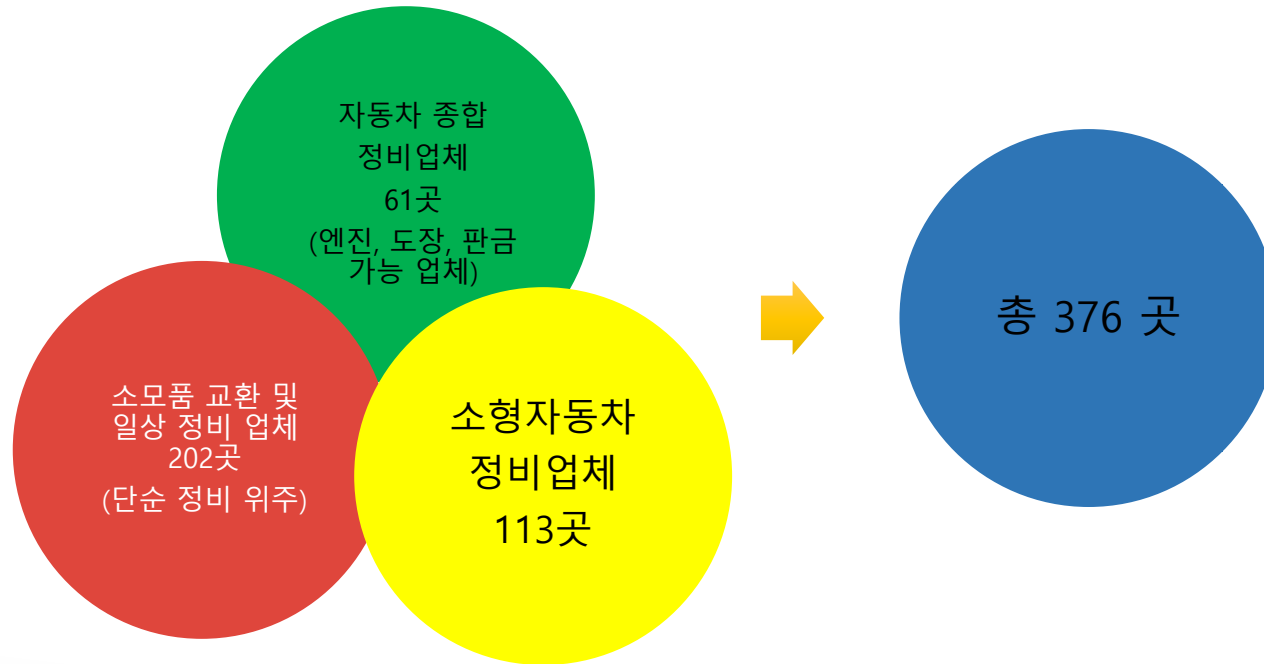 자동차 종합
정비업체
61곳
(엔진, 도장, 판금
가능 업체)
소모품 교환 및
일상 정비 업체
202곳
(단순 정비 위주)
소형자동차
정비업체
113곳
총 376 곳